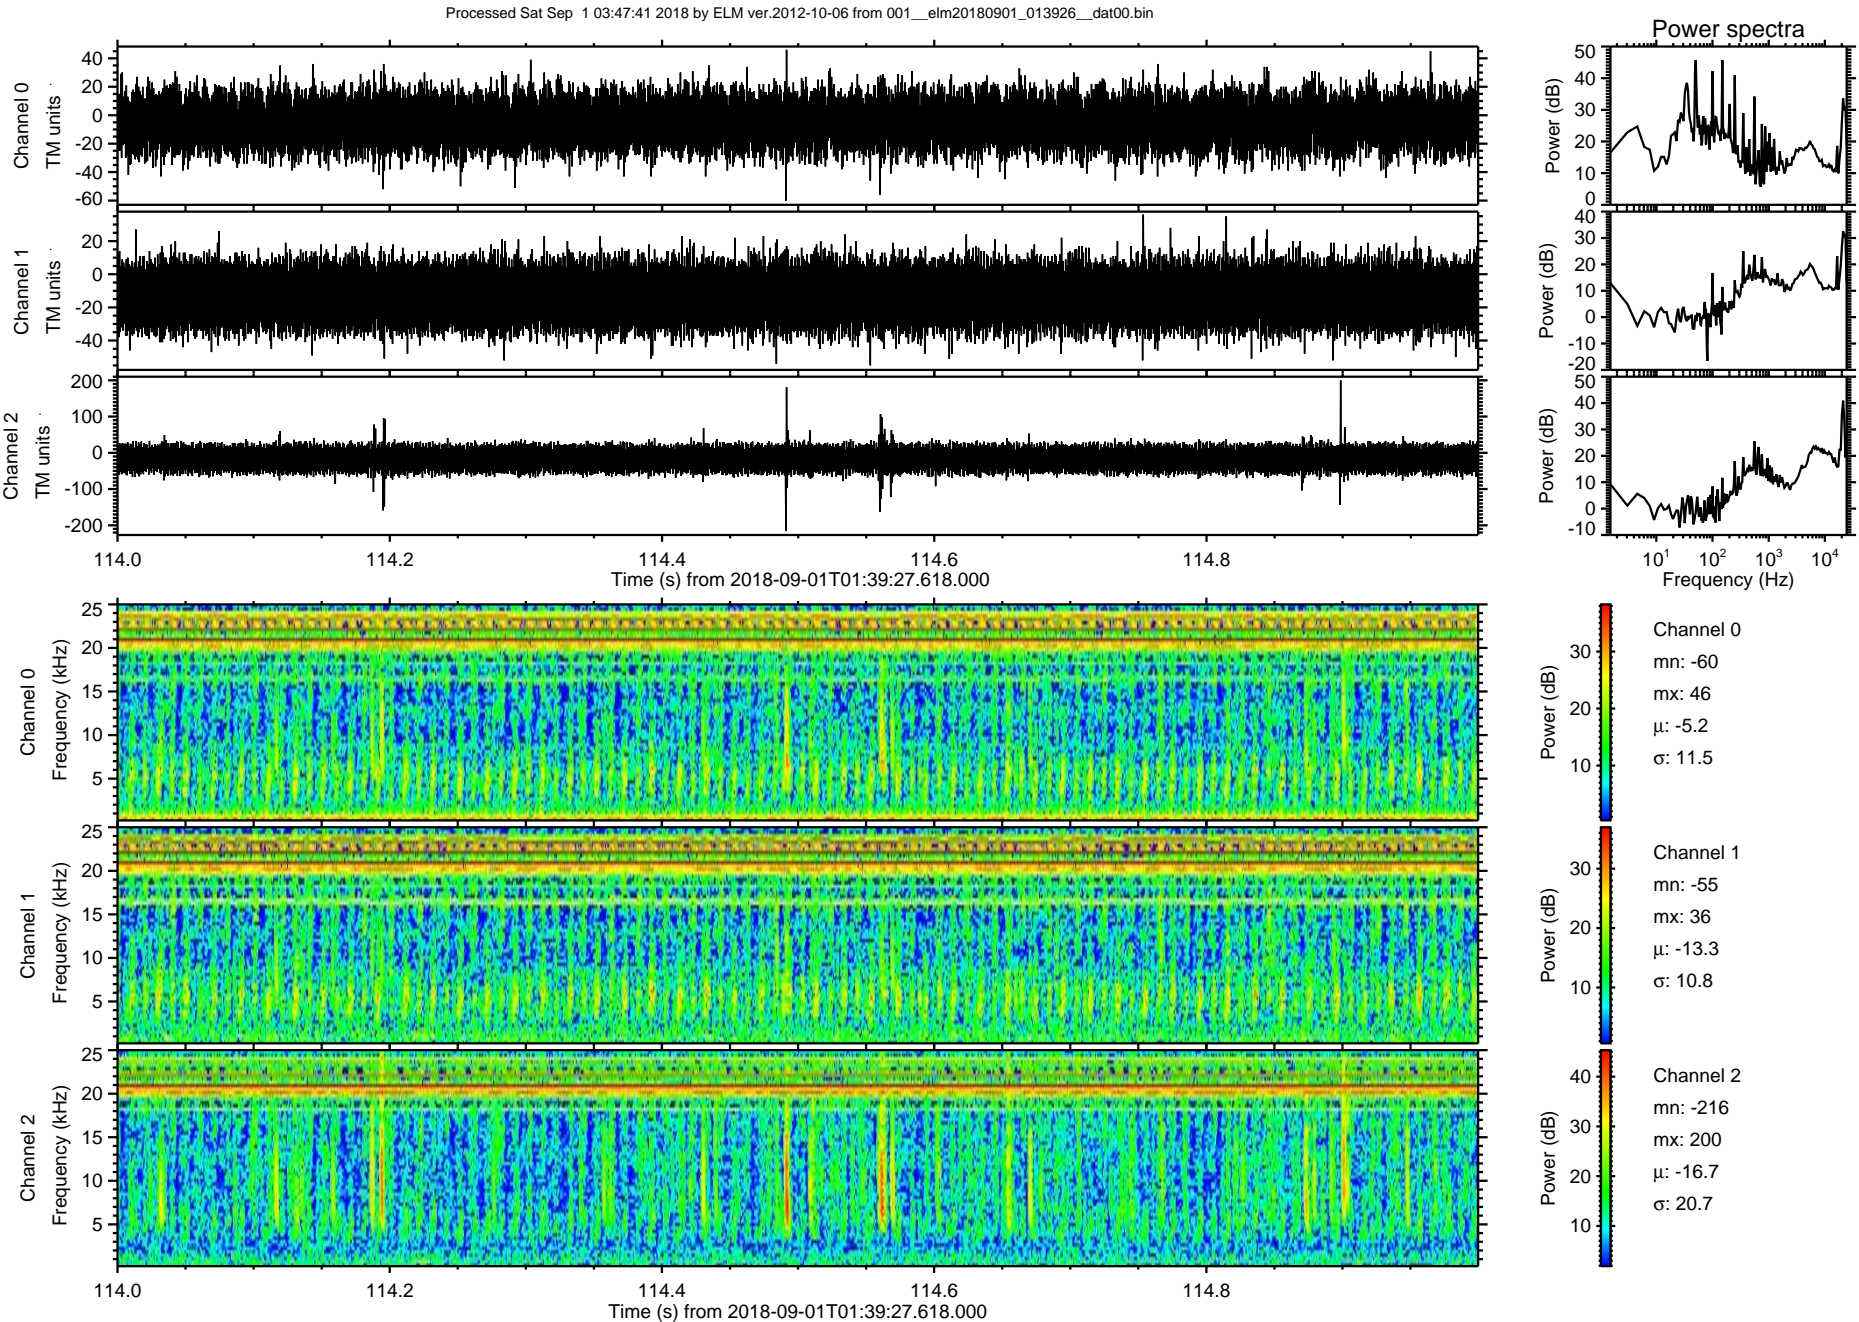 Processed Sat Sep  1 03:47:41 2018 by ELM ver.2012-10-06 from 001__elm20180901_013926__dat00.bin
Power spectra
Channel 0
TM units
40
20
0
-20
-40
-60
Power (dB)
50
40
30
20
10
0
Channel 1
TM units
20
0
-20
-40
Power (dB)
40
30
20
10
0
-10
-20
Channel 2
TM units
200
100
0
-100
-200
Power (dB)
50
40
30
20
10
0
-10
114.0 114.2 114.4 114.6 114.8
Time (s) from 2018-09-01T01:39:27.618.000
10¹ 10² 10³ 10⁴
Frequency (Hz)
Channel 0
Frequency (kHz)
25
20
15
10
5
Power (dB)
30
20
10
Channel 0
mn: -60
mx: 46
μ: -5.2
σ: 11.5
Channel 1
Frequency (kHz)
25
20
15
10
5
Power (dB)
30
20
10
Channel 1
mn: -55
mx: 36
μ: -13.3
σ: 10.8
Channel 2
Frequency (kHz)
25
20
15
10
5
Power (dB)
40
30
20
10
Channel 2
mn: -216
mx: 200
μ: -16.7
σ: 20.7
114.0 114.2 114.4 114.6 114.8
Time (s) from 2018-09-01T01:39:27.618.000